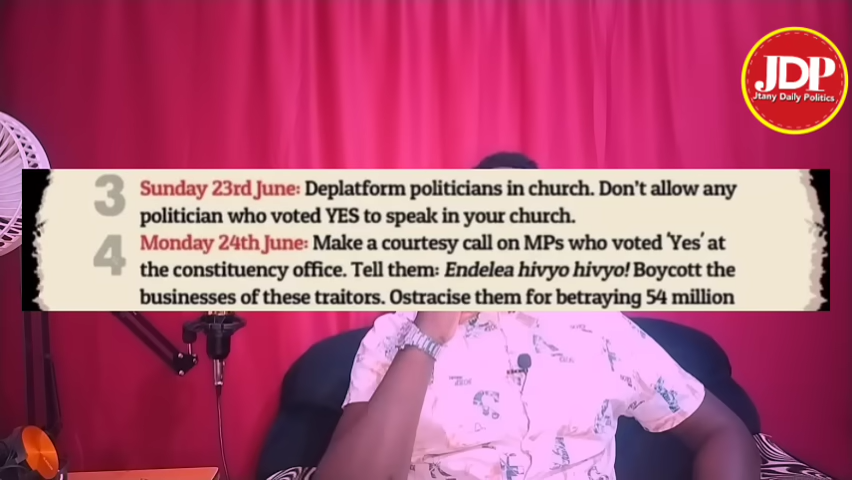 JDP
Jtany Daily Politics
3 Sunday 23rd June: Deplatform politicians in church. Don't allow any
politician who voted YES to speak in your church.
4 Monday 24th June: Make a courtesy call on MPs who voted 'Yes' at
the constituency office. Tell them: Endelea hivyo hivyo! Boycott the
businesses of these traitors. Ostracise them for betraying 54 million